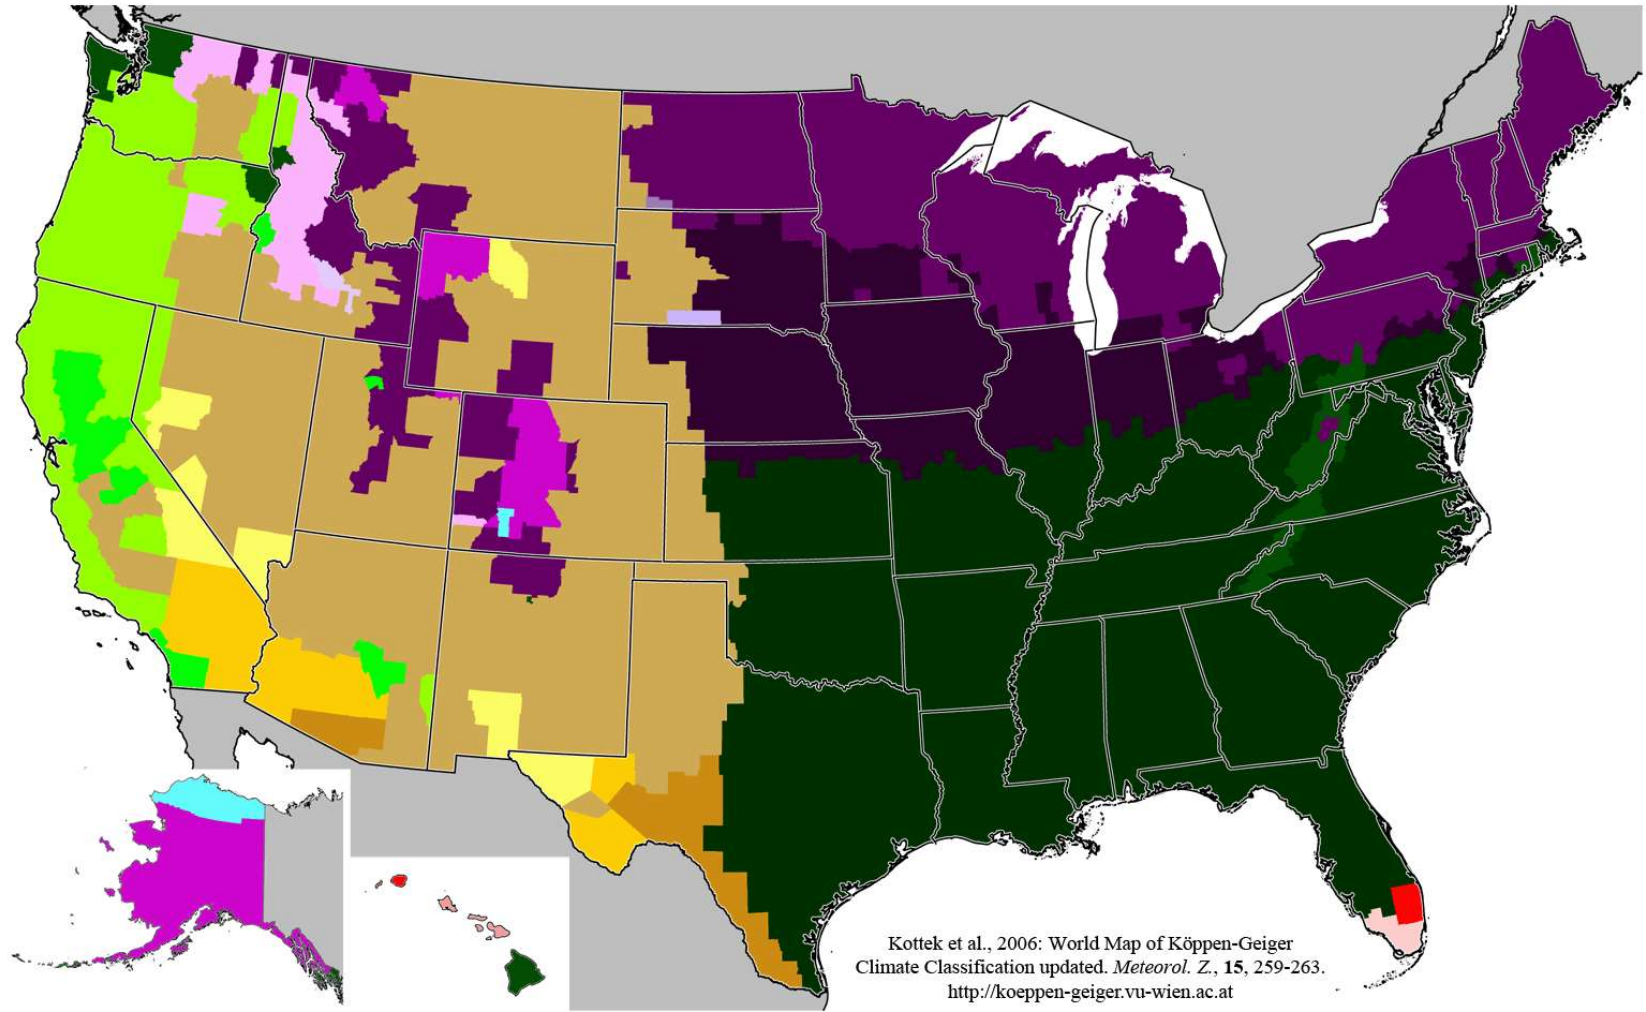 Kottek et al., 2006: World Map of Köppen-Geiger
Climate Classification updated. Meteorol. Z., 15, 259-263.
http://koeppen-geiger.vu-wien.ac.at